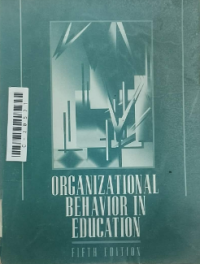 ORGANIZATIONAL
BEHAVIOR IN
EDUCATION
FIFTH EDITION